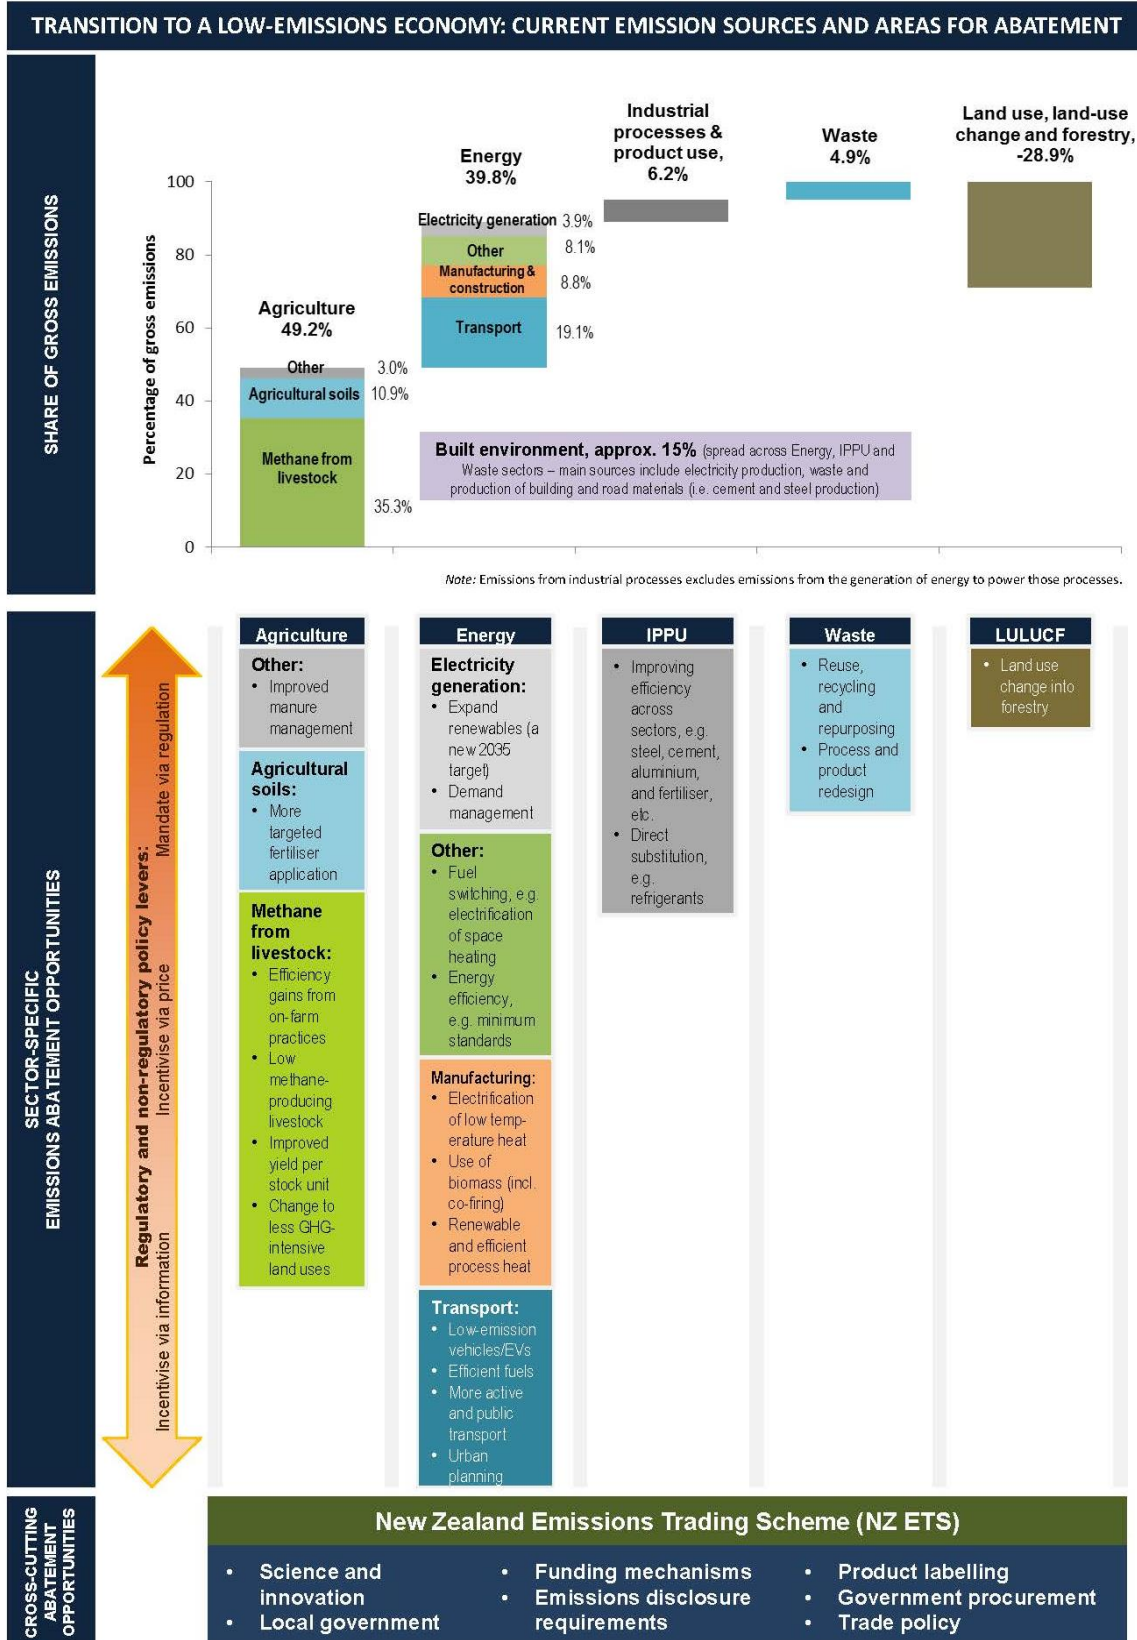 TRANSITION TO A LOW-EMISSIONS ECONOMY: CURRENT EMISSION SOURCES AND AREAS FOR ABATEMENT
SHARE OF GROSS EMISSIONS
Percentage of gross emissions
100
80
60
40
20
0
Agriculture
49.2%
Other
3.0%
Agricultural soils
10.9%
Methane from
livestock
35.3%
Energy
39.8%
Electricity generation
3.9%
Other
8.1%
Manufacturing &
construction
8.8%
Transport
19.1%
Industrial
processes &
product use,
6.2%
Waste
4.9%
Land use, land-use
change and forestry,
-28.9%
Built environment, approx. 15% (spread across Energy, IPPU and
Waste sectors – main sources include electricity production, waste and
production of building and road materials (i.e. cement and steel production)
Note: Emissions from industrial processes excludes emissions from the generation of energy to power those processes.
SECTOR-SPECIFIC
EMISSIONS ABATEMENT OPPORTUNITIES
Regulatory and non-regulatory policy levers:
Incentivise via information
Incentivise via price
Mandate via regulation
Agriculture
Other:
• Improved
manure
management
Agricultural
soils:
• More
targeted
fertiliser
application
Methane
from
livestock:
• Efficiency
gains from
on-farm
practices
• Low
methane-
producing
livestock
• Improved
yield per
stock unit
• Change to
less GHG-
intensive
land uses
Energy
Electricity
generation:
• Expand
renewables (a
new 2035
target)
• Demand
management
Other:
• Fuel
switching, e.g.
electrification
of space
heating
• Energy
efficiency,
e.g. minimum
standards
Manufacturing:
• Electrification
of low temp-
erature heat
• Use of
biomass (incl.
co-firing)
• Renewable
and efficient
process heat
Transport:
• Low-emission
vehicles/EVs
• Efficient fuels
• More active
and public
transport
• Urban
planning
IPPU
• Improving
efficiency
across
sectors, e.g.
steel, cement,
aluminium,
and fertiliser,
etc.
• Direct
substitution,
e.g.
refrigerants
Waste
• Reuse,
recycling
and
repurposing
• Process and
product
redesign
LULUCF
• Land use
change into
forestry
CROSS-CUTTING
ABATEMENT
OPPORTUNITIES
New Zealand Emissions Trading Scheme (NZ ETS)
• Science and
innovation
• Local government
• Funding mechanisms
• Emissions disclosure
requirements
• Product labelling
• Government procurement
• Trade policy